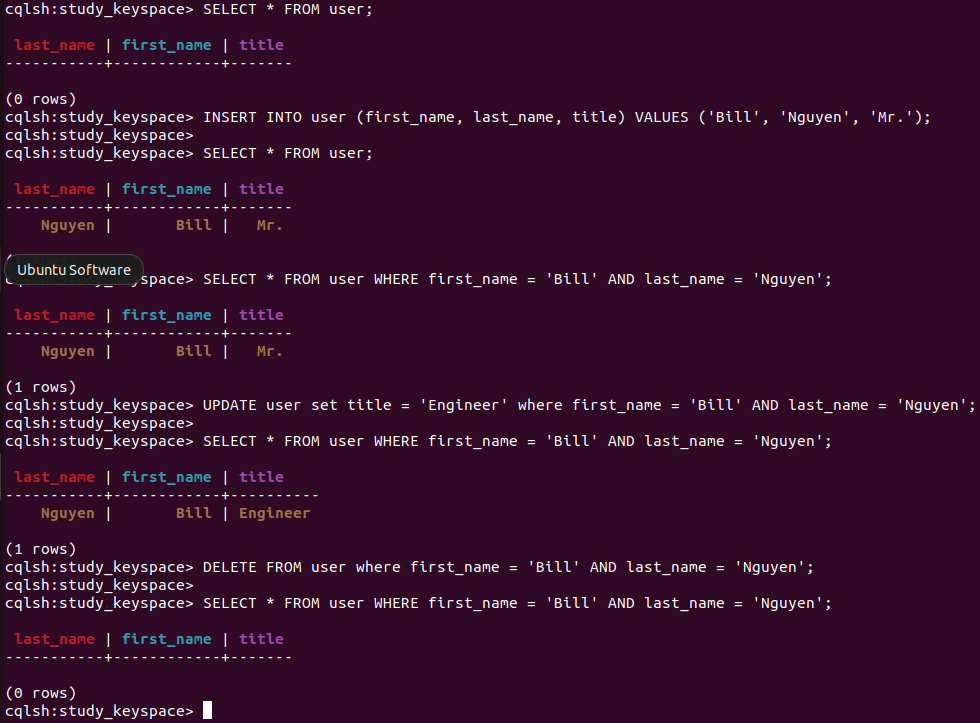 cqlsh:study_keyspace> SELECT * FROM user;
last_name | first_name | title
-----------+------------+-------
(0 rows)
cqlsh:study_keyspace> INSERT INTO user (first_name, last_name, title) VALUES ('Bill', 'Nguyen', 'Mr.');
cqlsh:study_keyspace>
cqlsh:study_keyspace> SELECT * FROM user;
last_name | first_name | title
-----------+------------+-------
Nguyen | Bill | Mr.
Ubuntu Software
space> SELECT * FROM user WHERE first_name = 'Bill' AND last_name = 'Nguyen';
last_name | first_name | title
-----------+------------+-------
Nguyen | Bill | Mr.
(1 rows)
cqlsh:study_keyspace> UPDATE user set title = 'Engineer' where first_name = 'Bill' AND last_name = 'Nguyen';
cqlsh:study_keyspace>
cqlsh:study_keyspace> SELECT * FROM user WHERE first_name = 'Bill' AND last_name = 'Nguyen';
last_name | first_name | title
-----------+------------+----------
Nguyen | Bill | Engineer
(1 rows)
cqlsh:study_keyspace> DELETE FROM user where first_name = 'Bill' AND last_name = 'Nguyen';
cqlsh:study_keyspace>
cqlsh:study_keyspace> SELECT * FROM user WHERE first_name = 'Bill' AND last_name = 'Nguyen';
last_name | first_name | title
-----------+------------+-------
(0 rows)
cqlsh:study_keyspace>